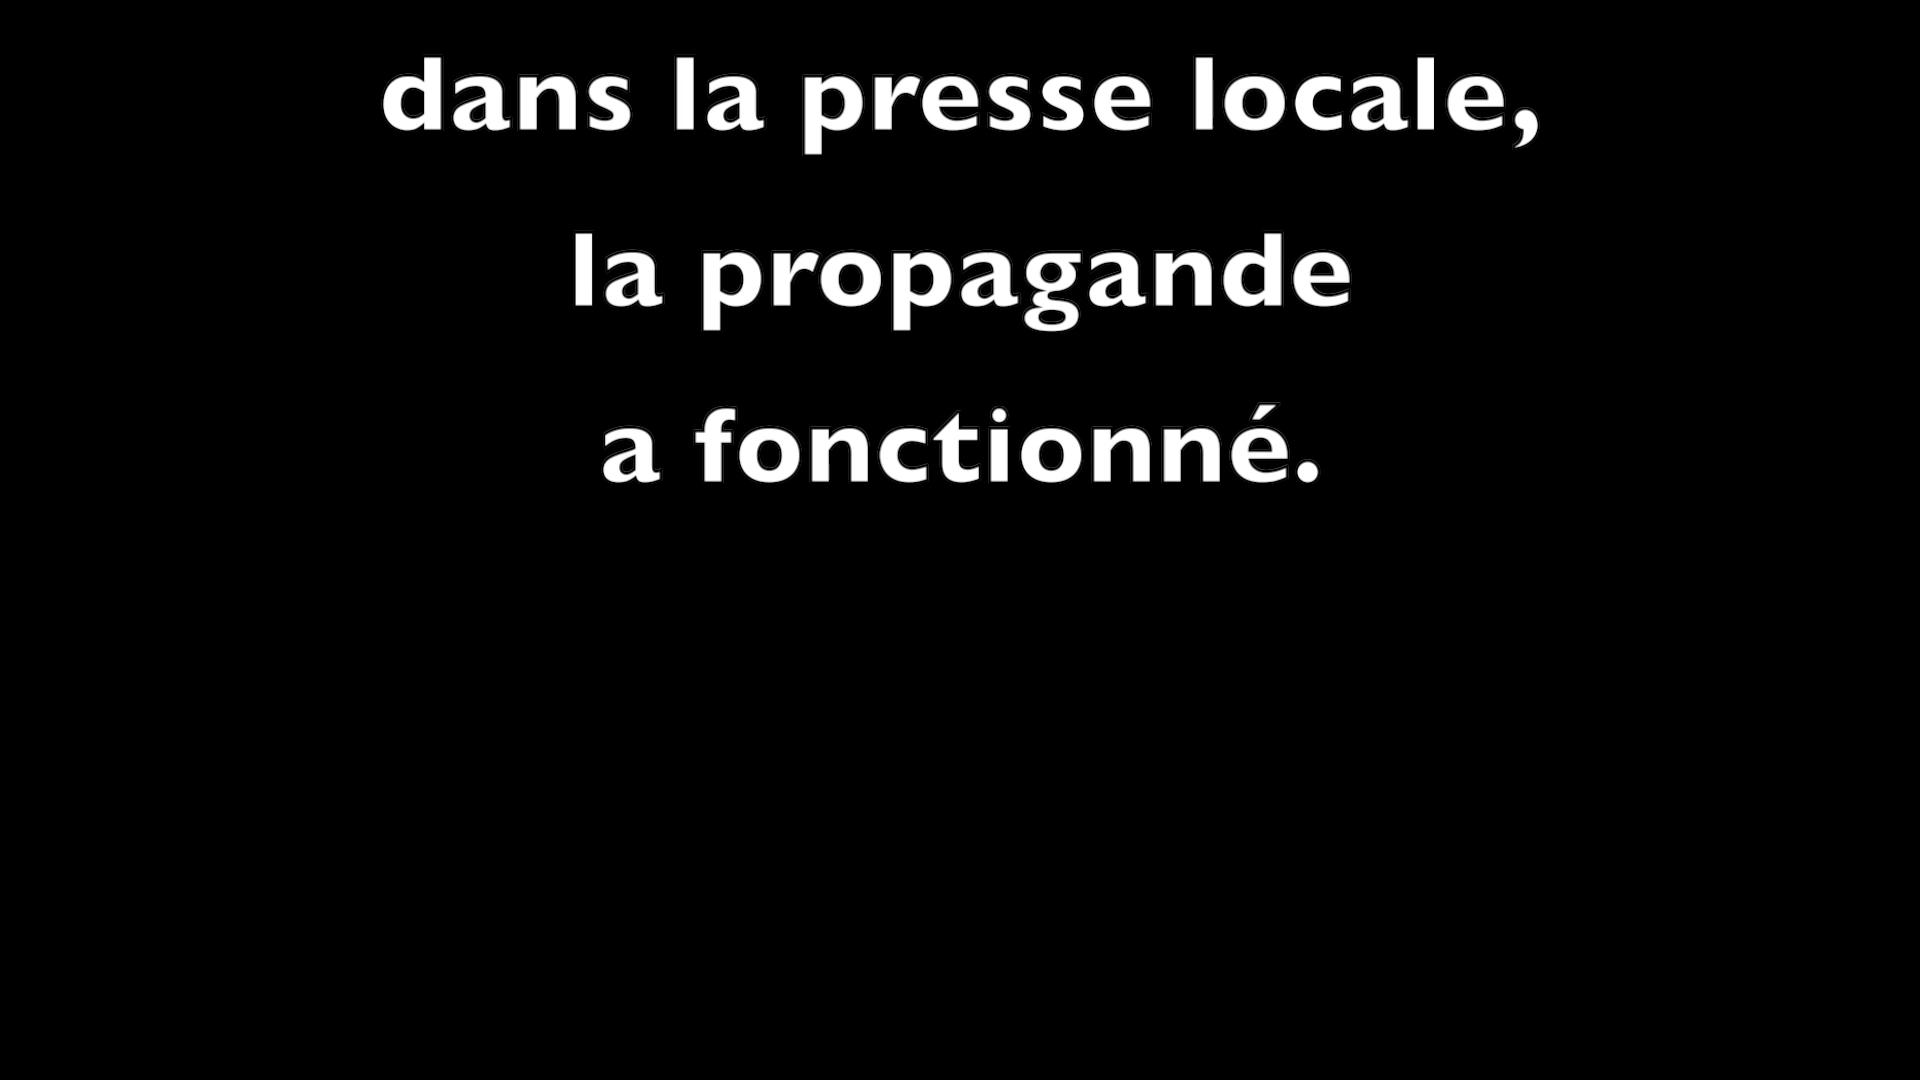 dans la presse locale,
la propagande
a fonctionné.